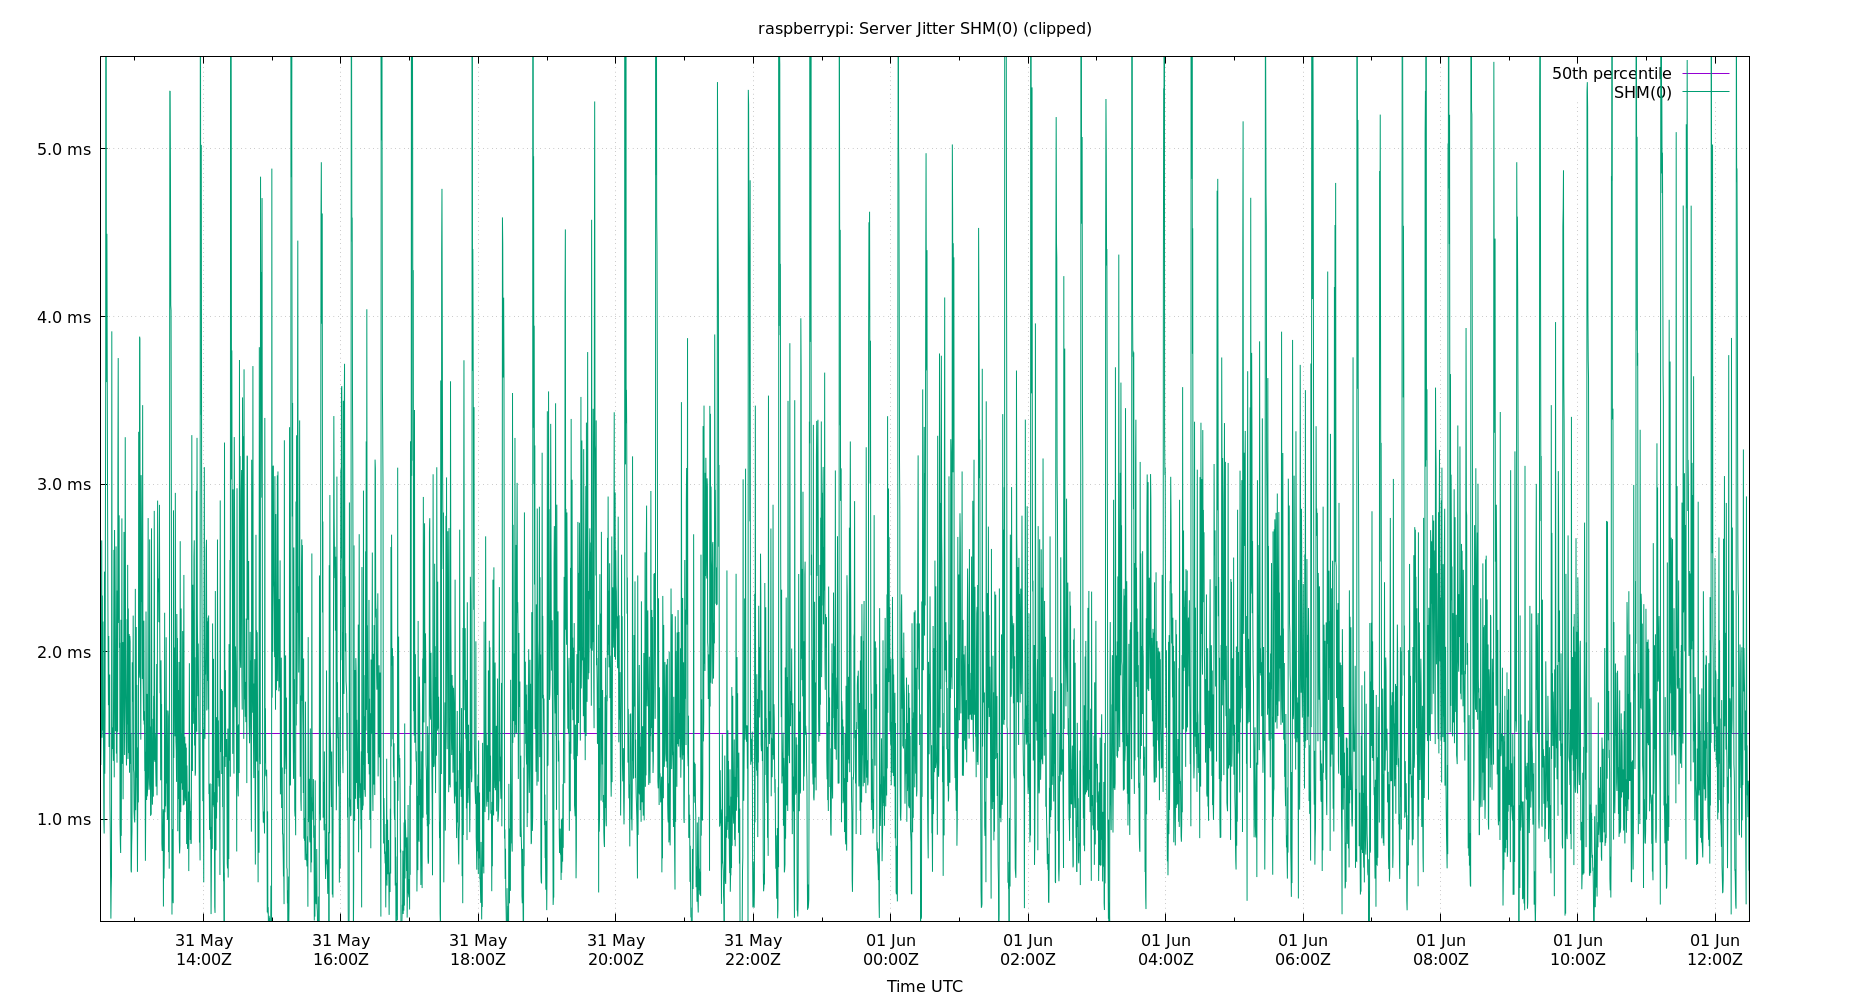 raspberrypi: Server Jitter SHM(0) (clipped)
50th percentile
SHM(0)
5.0 ms
4.0 ms
3.0 ms
2.0 ms
1.0 ms
31 May 31 May 31 May 31 May 31 May 01 Jun 01 Jun 01 Jun 01 Jun 01 Jun 01 Jun 01 Jun
14:00Z 16:00Z 18:00Z 20:00Z 22:00Z 00:00Z 02:00Z 04:00Z 06:00Z 08:00Z 10:00Z 12:00Z
Time UTC